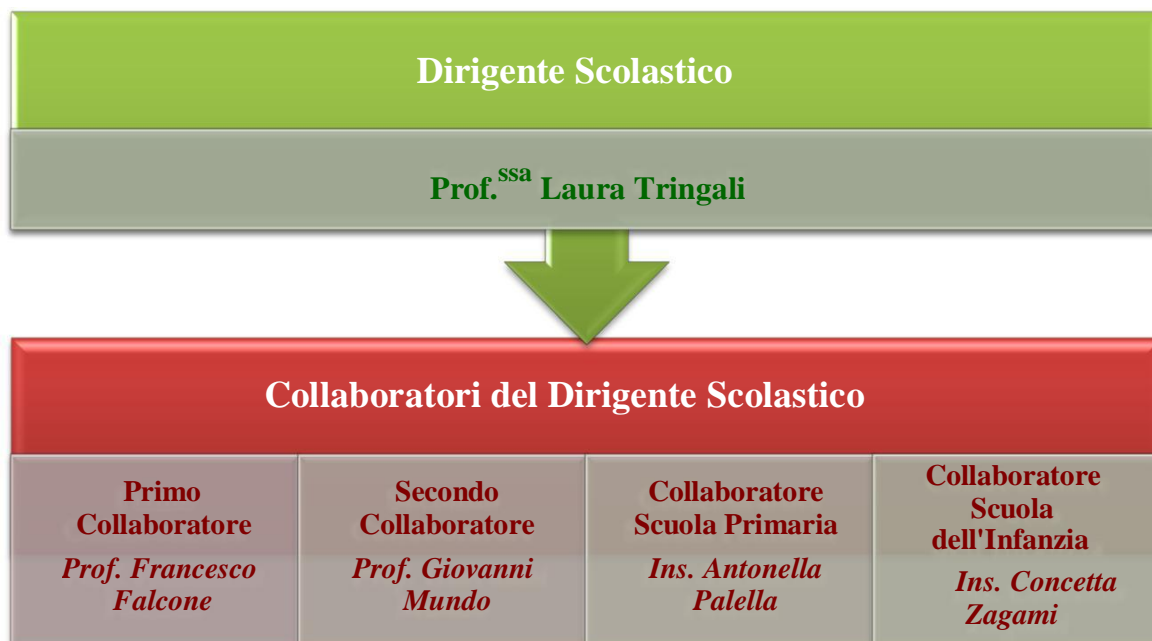 Dirigente Scolastico
Prof.ssa Laura Tringali
Collaboratori del Dirigente Scolastico
Primo
Collaboratore
Prof. Francesco
Falcone
Secondo
Collaboratore
Prof. Giovanni
Mundo
Collaboratore
Scuola Primaria
Ins. Antonella
Palella
Collaboratore
Scuola
dell'Infanzia
Ins. Concetta
Zagami